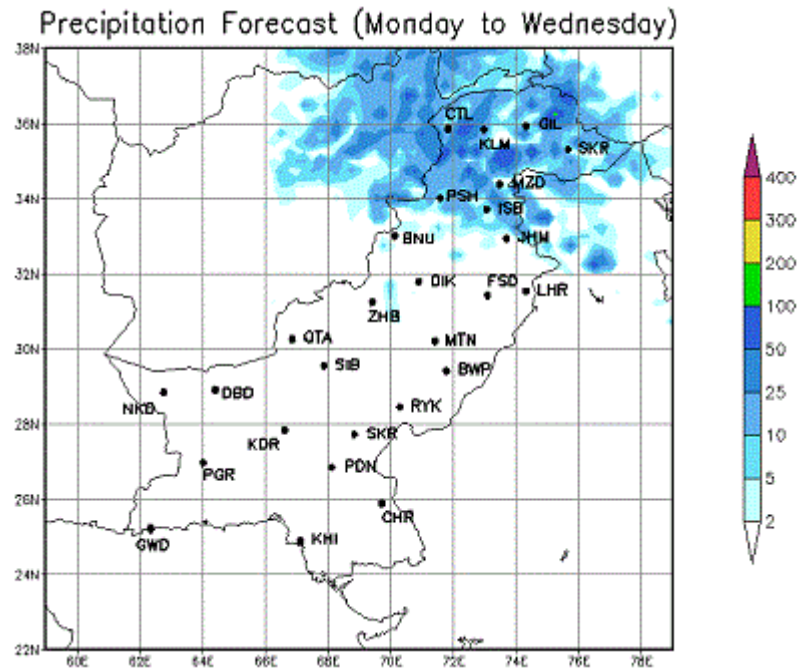 Precipitation Forecast (Monday to Wednesday)
38N
36N
34N
32N
30N
28N
26N
24N
22N
60E 62E 64E 66E 68E 70E 72E 74E 76E 78E
CTL
KLM
GIL
SKR
MZD
PSH
ISB
BNU
JHM
DIK
FSD
LHR
ZHB
QTA
MTN
SIB
BWP
NKD
DBD
RYK
KDR
SKR
PGR
PDN
CHR
GWD
KHI
400
300
200
100
50
25
10
5
2